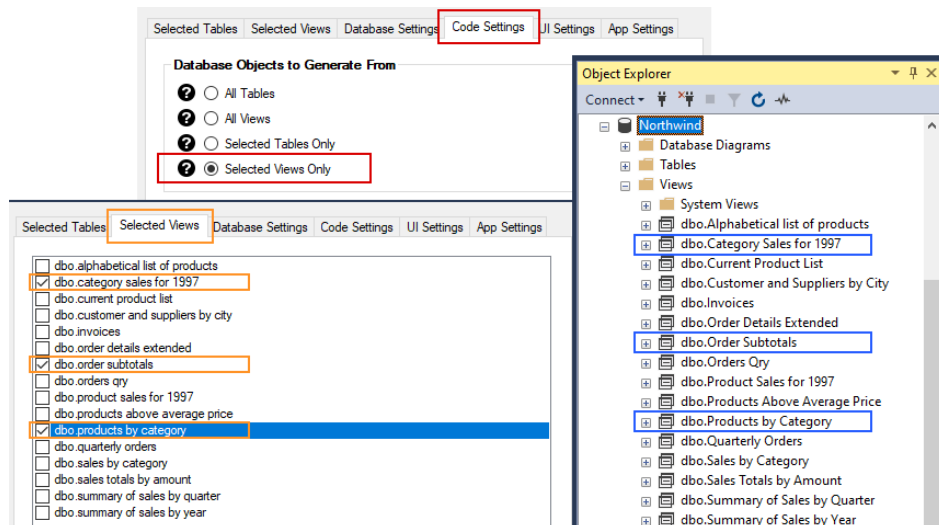 Selected Tables Selected Views Database Settings Code Settings UI Settings App Settings
Database Objects to Generate From
All Tables
All Views
Selected Tables Only
Selected Views Only
Selected Tables Selected Views Database Settings Code Settings UI Settings App Settings
dbo.alphabetical list of products
dbo.category sales for 1997
dbo.current product list
dbo.customer and suppliers by city
dbo.invoices
dbo.order details extended
dbo.order subtotals
dbo.orders qry
dbo.product sales for 1997
dbo.products above average price
dbo.products by category
dbo.quarterly orders
dbo.sales by category
dbo.sales totals by amount
dbo.summary of sales by quarter
dbo.summary of sales by year
Object Explorer
Connect
Northwind
Database Diagrams
Tables
Views
System Views
dbo.Alphabetical list of products
dbo.Category Sales for 1997
dbo.Current Product List
dbo.Customer and Suppliers by City
dbo.Invoices
dbo.Order Details Extended
dbo.Order Subtotals
dbo.Orders Qry
dbo.Product Sales for 1997
dbo.Products Above Average Price
dbo.Products by Category
dbo.Quarterly Orders
dbo.Sales by Category
dbo.Sales Totals by Amount
dbo.Summary of Sales by Quarter
dbo.Summary of Sales by Year